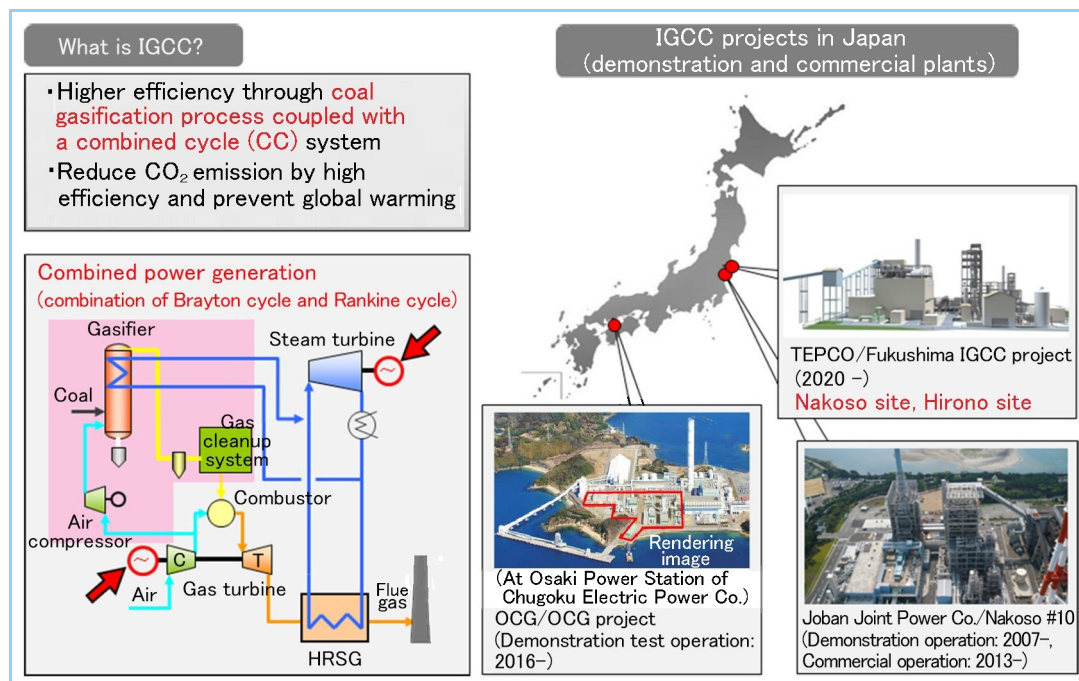 What is IGCC?
・Higher efficiency through coal
gasification process coupled with
a combined cycle (CC) system
・Reduce CO₂ emission by high
efficiency and prevent global warming
Combined power generation
(combination of Brayton cycle and Rankine cycle)
Gasifier
Steam turbine
Coal
Gas
cleanup
system
Combustor
Air
compressor
C
T
Gas turbine
Air
Flue
gas
HRSG
IGCC projects in Japan
(demonstration and commercial plants)
TEPCO/Fukushima IGCC project
(2020 -)
Nakoso site, Hirono site
Rendering
image
(At Osaki Power Station of
Chugoku Electric Power Co.)
OCG/OCG project
(Demonstration test operation:
2016-)
Joban Joint Power Co./Nakoso #10
(Demonstration operation: 2007-,
Commercial operation: 2013-)